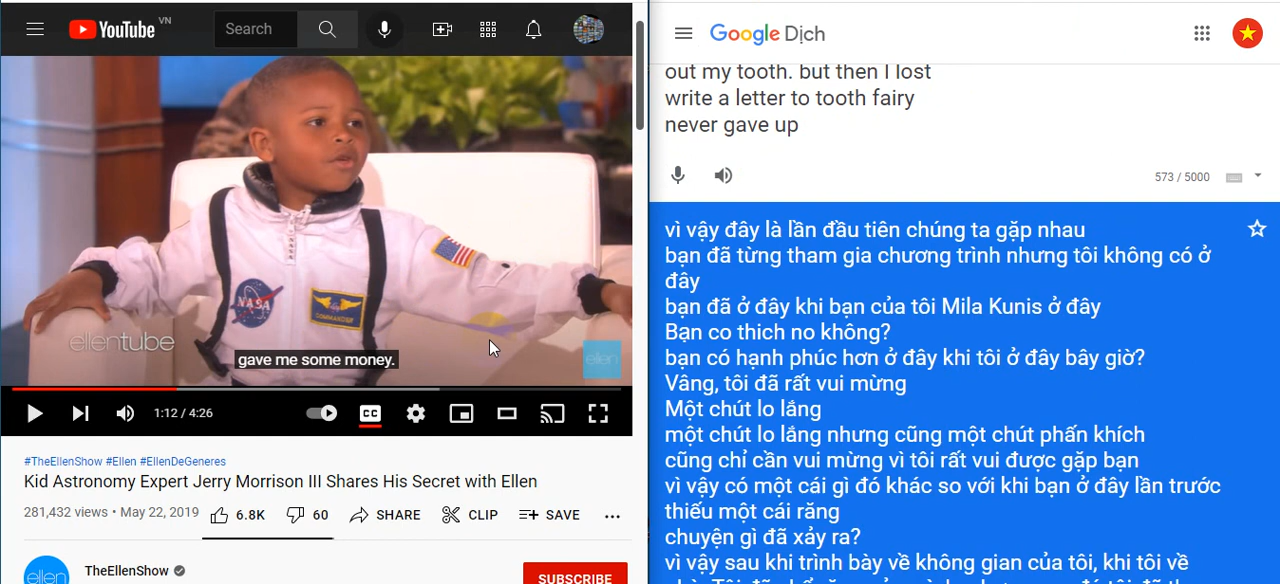 YouTube VN
Search
NASA
COMMANDER
ellentube
gave me some money.
ellen
1:12 / 4:26
CC
#TheEllenShow #Ellen #EllenDeGeneres
Kid Astronomy Expert Jerry Morrison III Shares His Secret with Ellen
281,432 views • May 22, 2019
6.8K
60
SHARE
CLIP
SAVE
ellen
TheEllenShow
SUBSCRIBE
Google Dịch
out my tooth. but then I lost
write a letter to tooth fairy
never gave up
573 / 5000
vì vậy đây là lần đầu tiên chúng ta gặp nhau
bạn đã từng tham gia chương trình nhưng tôi không có ở
đây
bạn đã ở đây khi bạn của tôi Mila Kunis ở đây
Bạn co thich no không?
bạn có hạnh phúc hơn ở đây khi tôi ở đây bây giờ?
Vâng, tôi đã rất vui mừng
Một chút lo lắng
một chút lo lắng nhưng cũng một chút phấn khích
cũng chỉ cần vui mừng vì tôi rất vui được gặp bạn
vì vậy có một cái gì đó khác so với khi bạn ở đây lần trước
thiếu một cái răng
chuyện gì đã xảy ra?
vì vậy sau khi trình bày về không gian của tôi, khi tôi về